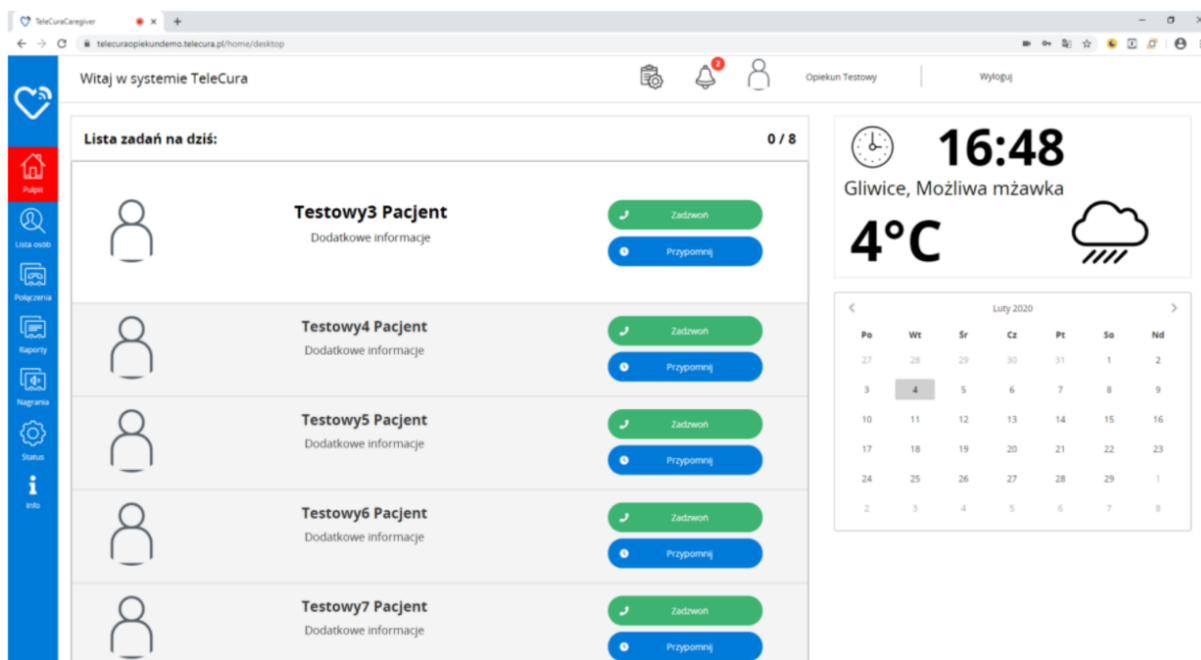 TeleCuraCaregiver
telecuraopiekundemo.telecura.pl/home/desktop
Witaj w systemie TeleCura
2
Opiekun Testowy
Wyloguj
Pulpit
Lista osób
Połączenia
Raporty
Nagrania
Status
Info
Lista zadań na dziś:
0 / 8
Testowy3 Pacjent
Dodatkowe informacje
Zadzwoń
Przypomnij
Testowy4 Pacjent
Dodatkowe informacje
Zadzwoń
Przypomnij
Testowy5 Pacjent
Dodatkowe informacje
Zadzwoń
Przypomnij
Testowy6 Pacjent
Dodatkowe informacje
Zadzwoń
Przypomnij
Testowy7 Pacjent
Dodatkowe informacje
Zadzwoń
Przypomnij
16:48
Gliwice, Możliwa mżawka
4°C
Luty 2020
Po Wt Śr Cz Pt So Nd
27 28 29 30 31 1 2
3 4 5 6 7 8 9
10 11 12 13 14 15 16
17 18 19 20 21 22 23
24 25 26 27 28 29 1
2 3 4 5 6 7 8